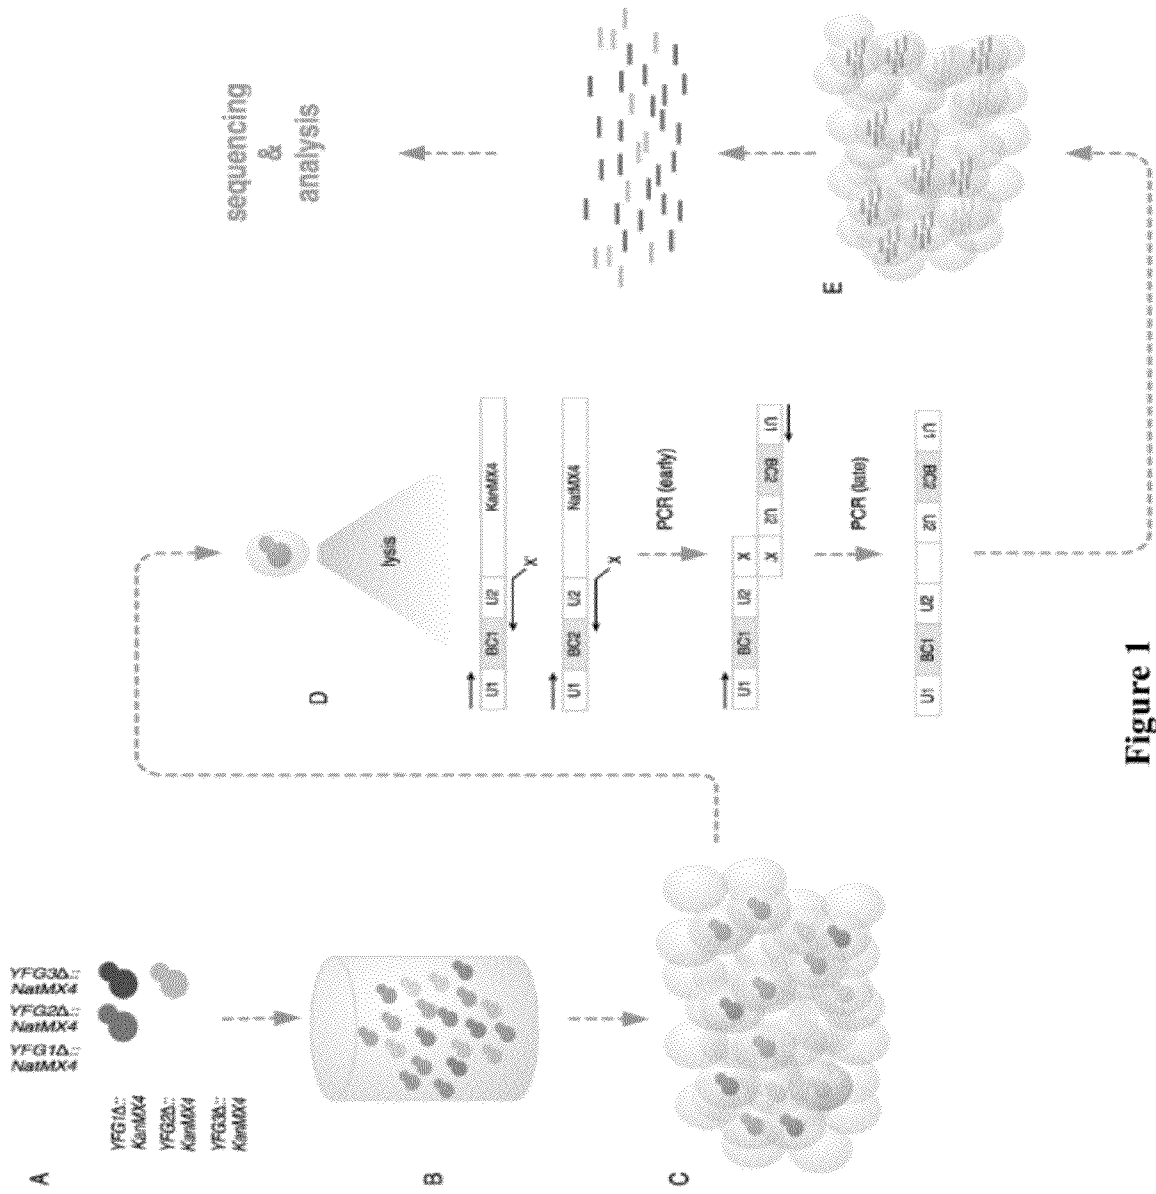 A
YFG1Δ::
NatMX4
YFG2Δ::
NatMX4
YFG3Δ::
NatMX4
YFG1Δ::
KanMX4
YFG2Δ::
KanMX4
YFG3Δ::
KanMX4
B
C
D
lysis
U1 BC1 U2 KanMX4
X'
U1 BC2 U2 NatMX4
X
PCR (early)
U1 BC1 U2 X
X' U2 BC2 U1
PCR (late)
U1 BC1 U2 U2 BC2 U1
E
sequencing
&
analysis
Figure 1